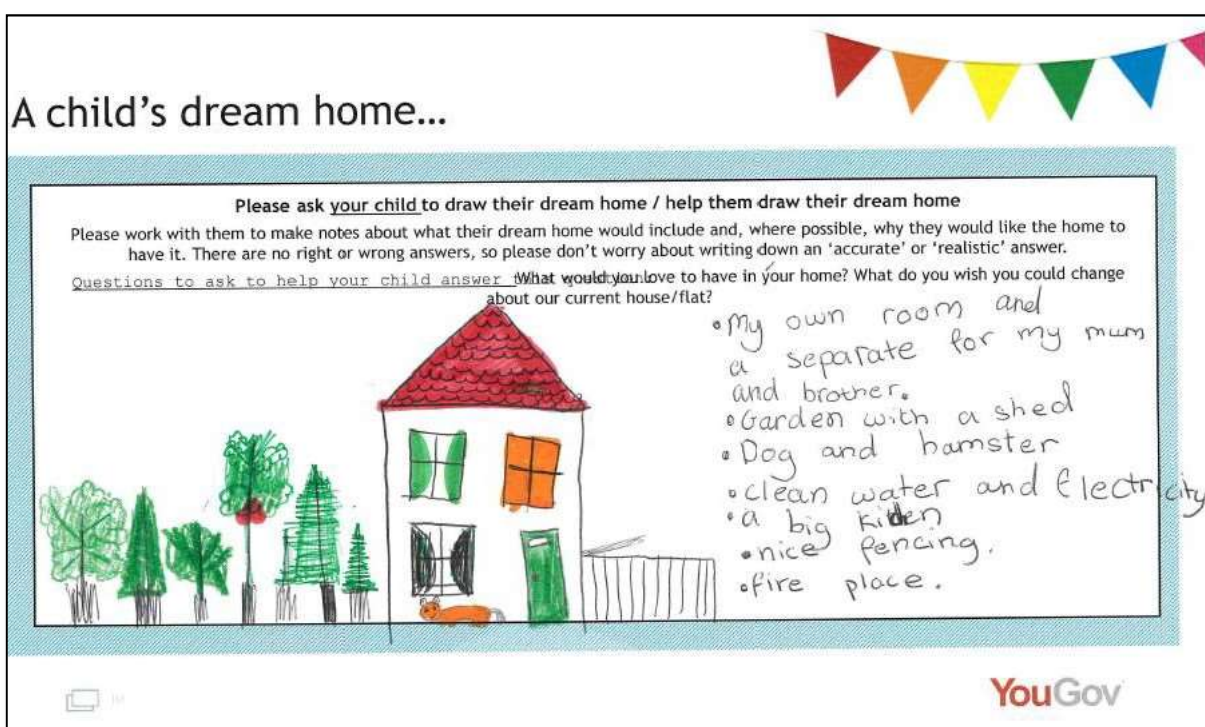 A child's dream home...
Please ask your child to draw their dream home / help them draw their dream home
Please work with them to make notes about what their dream home would include and, where possible, why they would like the home to
have it. There are no right or wrong answers, so please don't worry about writing down an 'accurate' or 'realistic' answer.
Questions to ask to help your child answer What would you love to have in your home? What do you wish you could change
about our current house/flat?
•My own room and
a separate for my mum
and brother.
•Garden with a shed
•Dog and hamster
•clean water and Electricity
•a big
•nice fencing.
•fire place.
YouGov